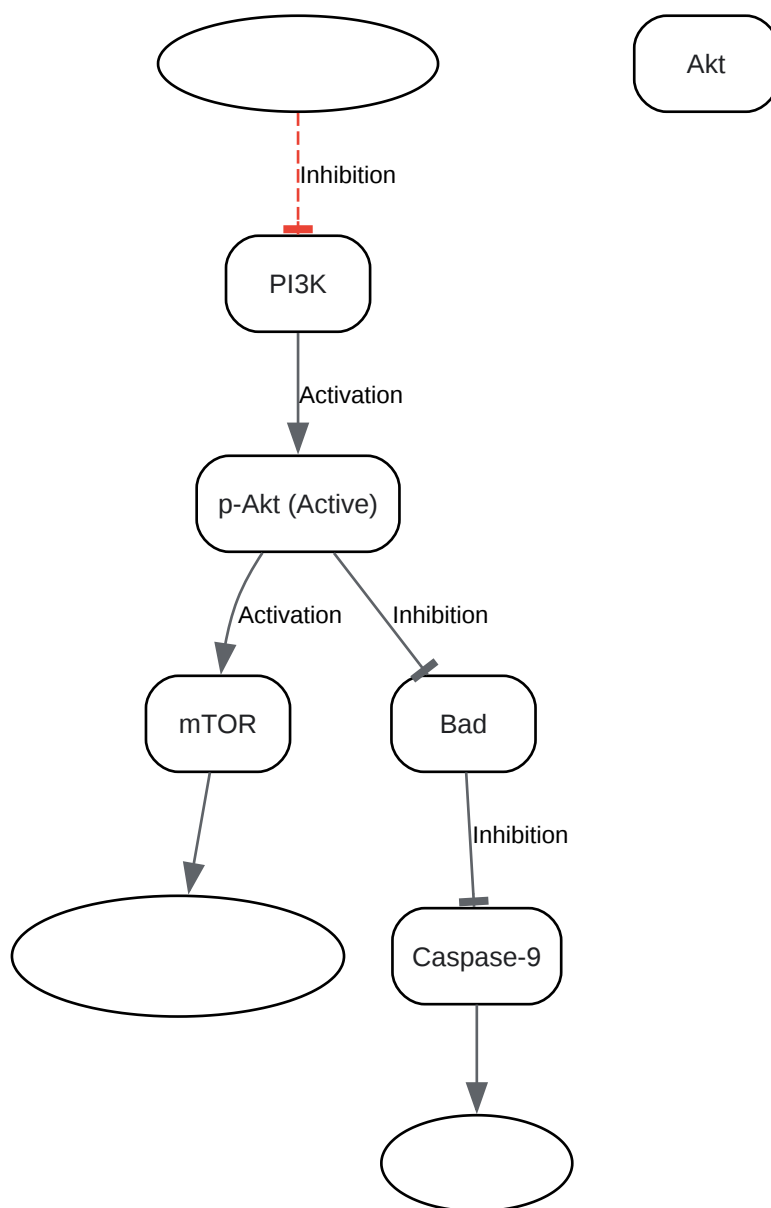 Akt
Inhibition
PI3K
Activation
p-Akt (Active)
Activation
Inhibition
mTOR
Bad
Inhibition
Caspase-9